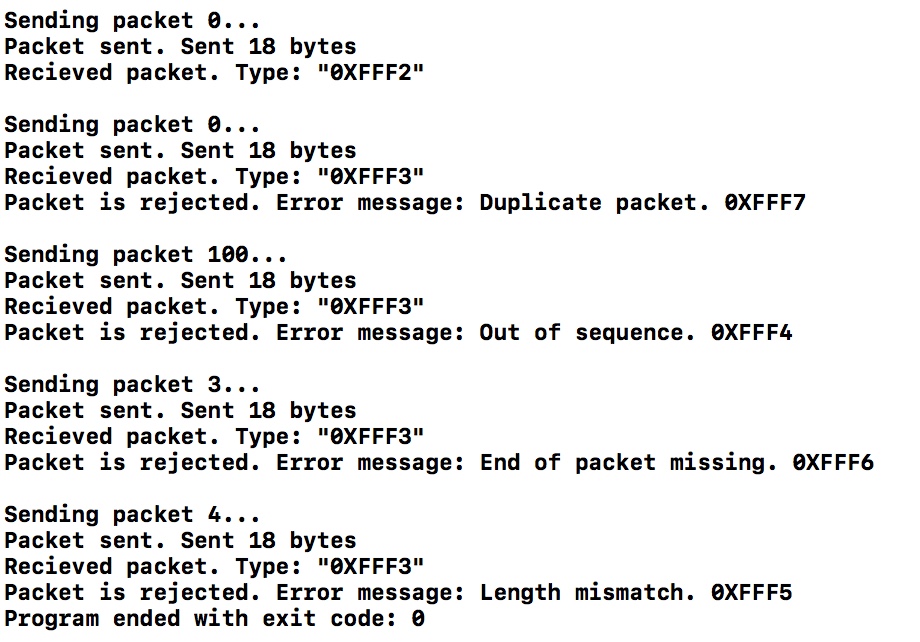 Sending packet 0...
Packet sent. Sent 18 bytes
Recieved packet. Type: "0XFFF2"
Sending packet 0...
Packet sent. Sent 18 bytes
Recieved packet. Type: "0XFFF3"
Packet is rejected. Error message: Duplicate packet. 0XFFF7
Sending packet 100...
Packet sent. Sent 18 bytes
Recieved packet. Type: "0XFFF3"
Packet is rejected. Error message: Out of sequence. 0XFFF4
Sending packet 3...
Packet sent. Sent 18 bytes
Recieved packet. Type: "0XFFF3"
Packet is rejected. Error message: End of packet missing. 0XFFF6
Sending packet 4...
Packet sent. Sent 18 bytes
Recieved packet. Type: "0XFFF3"
Packet is rejected. Error message: Length mismatch. 0XFFF5
Program ended with exit code: 0